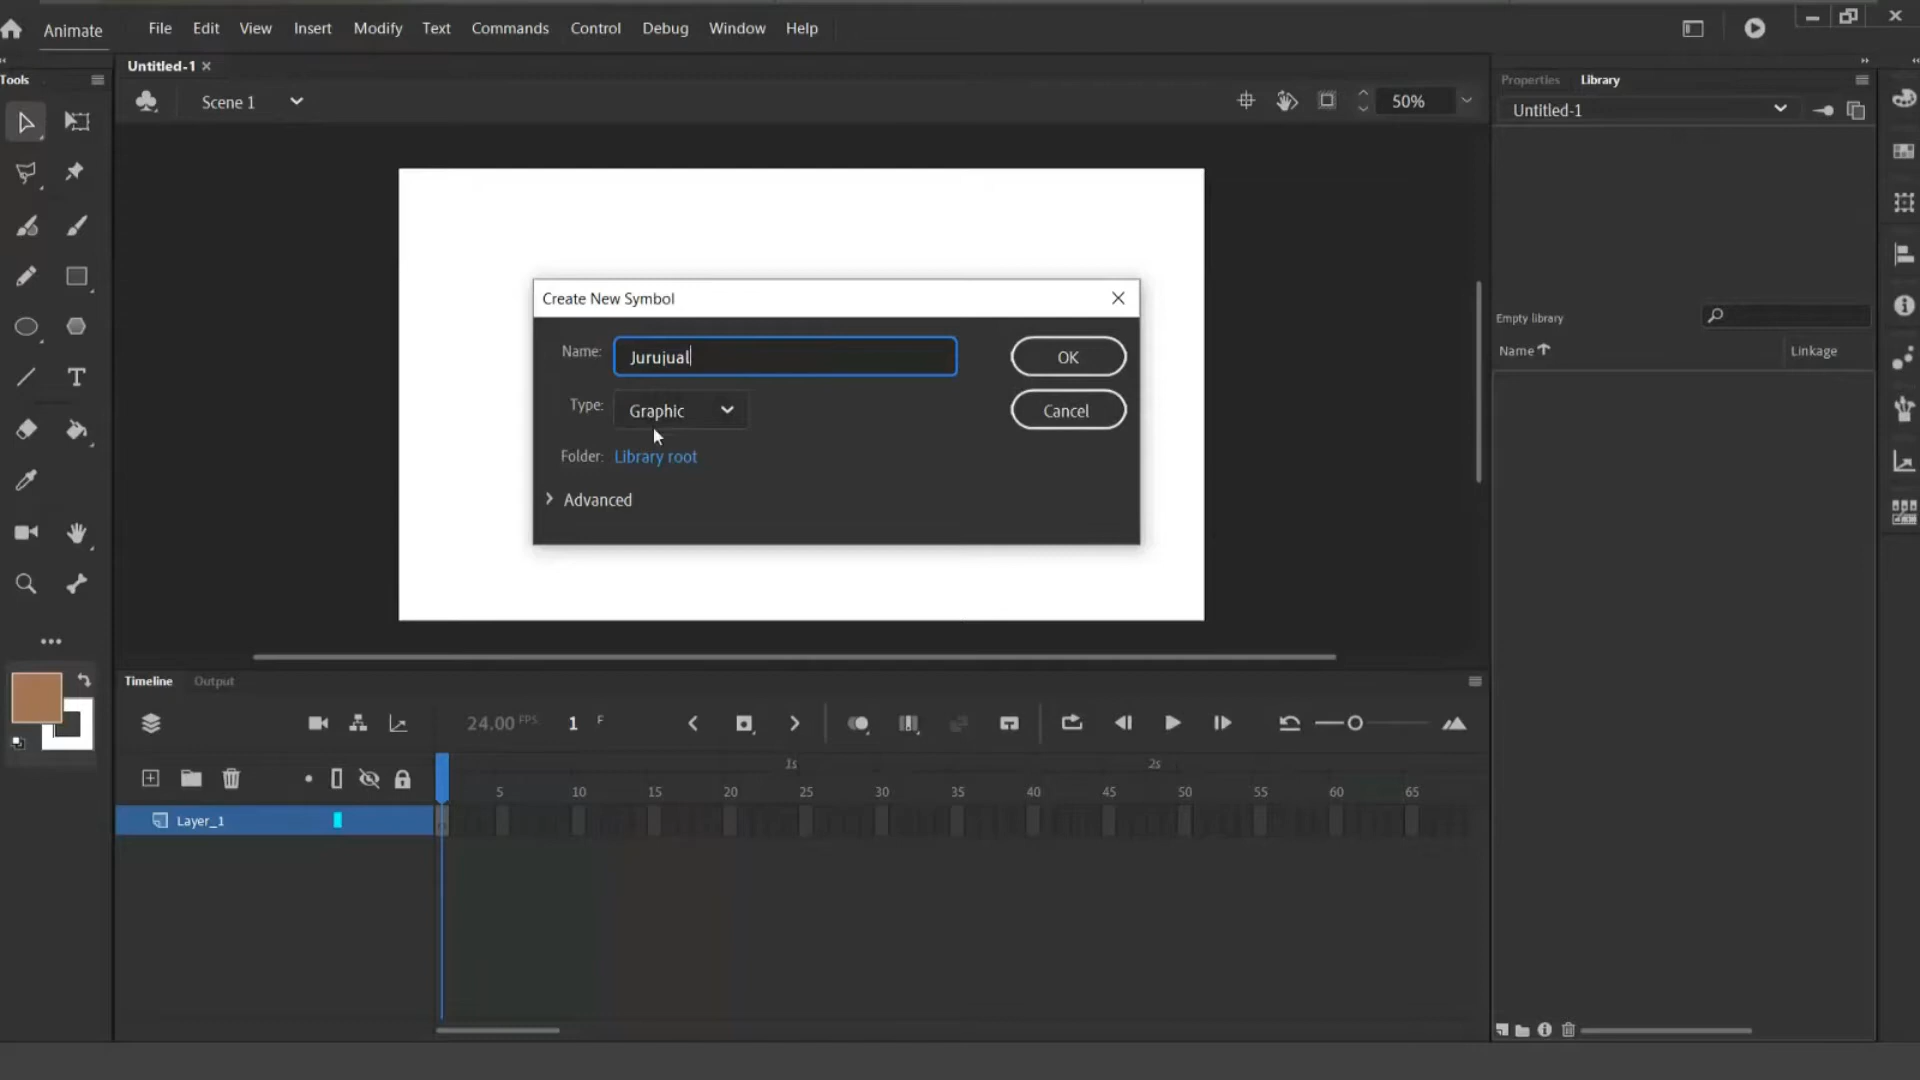 Animate File Edit View Insert Modify Text Commands Control Debug Window Help
Tools
Untitled-1
Scene 1
50%
Properties Library
Untitled-1
Empty library
Name Linkage
Create New Symbol
Name: Jurujual OK
Type: Graphic Cancel
Folder: Library root
Advanced
Timeline Output
24.00 FPS 1 F
1s 2s
5 10 15 20 25 30 35 40 45 50 55 60 65
Layer_1